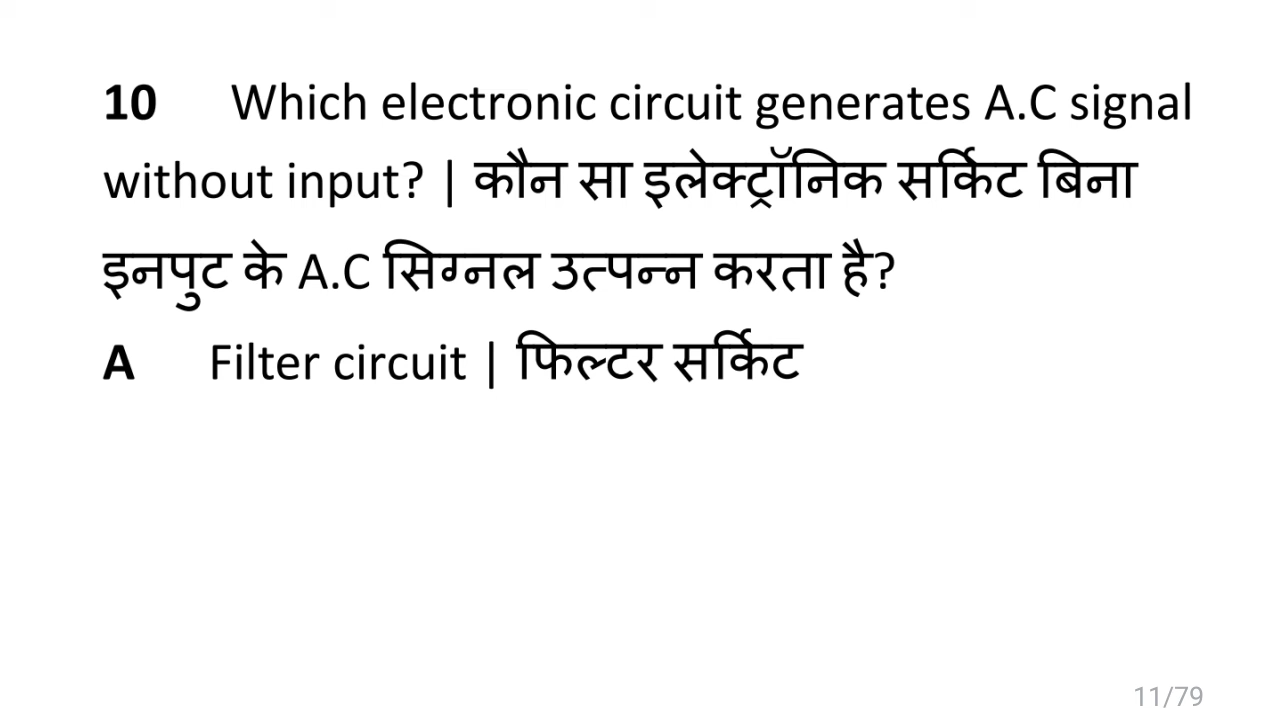 10 Which electronic circuit generates A.C signal
without input? | कौन सा इलेक्ट्रॉनिक सर्किट बिना
इनपुट के A.C सिग्नल उत्पन्न करता है?
A Filter circuit | फिल्टर सर्किट
11/79